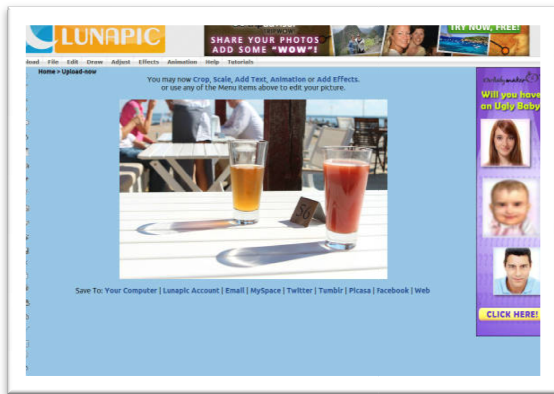 LUNAPIC
SHARE YOUR PHOTOS
ADD SOME "WOW"!
TRY NOW, FREE!
File Edit Draw Adjust Effects Animation Help Tutorials
Home > Upload-now
You may now Crop, Scale, Add Text, Animation or Add Effects.
or use any of the Menu Items above to edit your picture.
Will you have
an Ugly Baby
50
Save To: Your Computer | Lunapic Account | Email | MySpace | Twitter | Tumblr | Picasa | Facebook | Web
CLICK HERE!